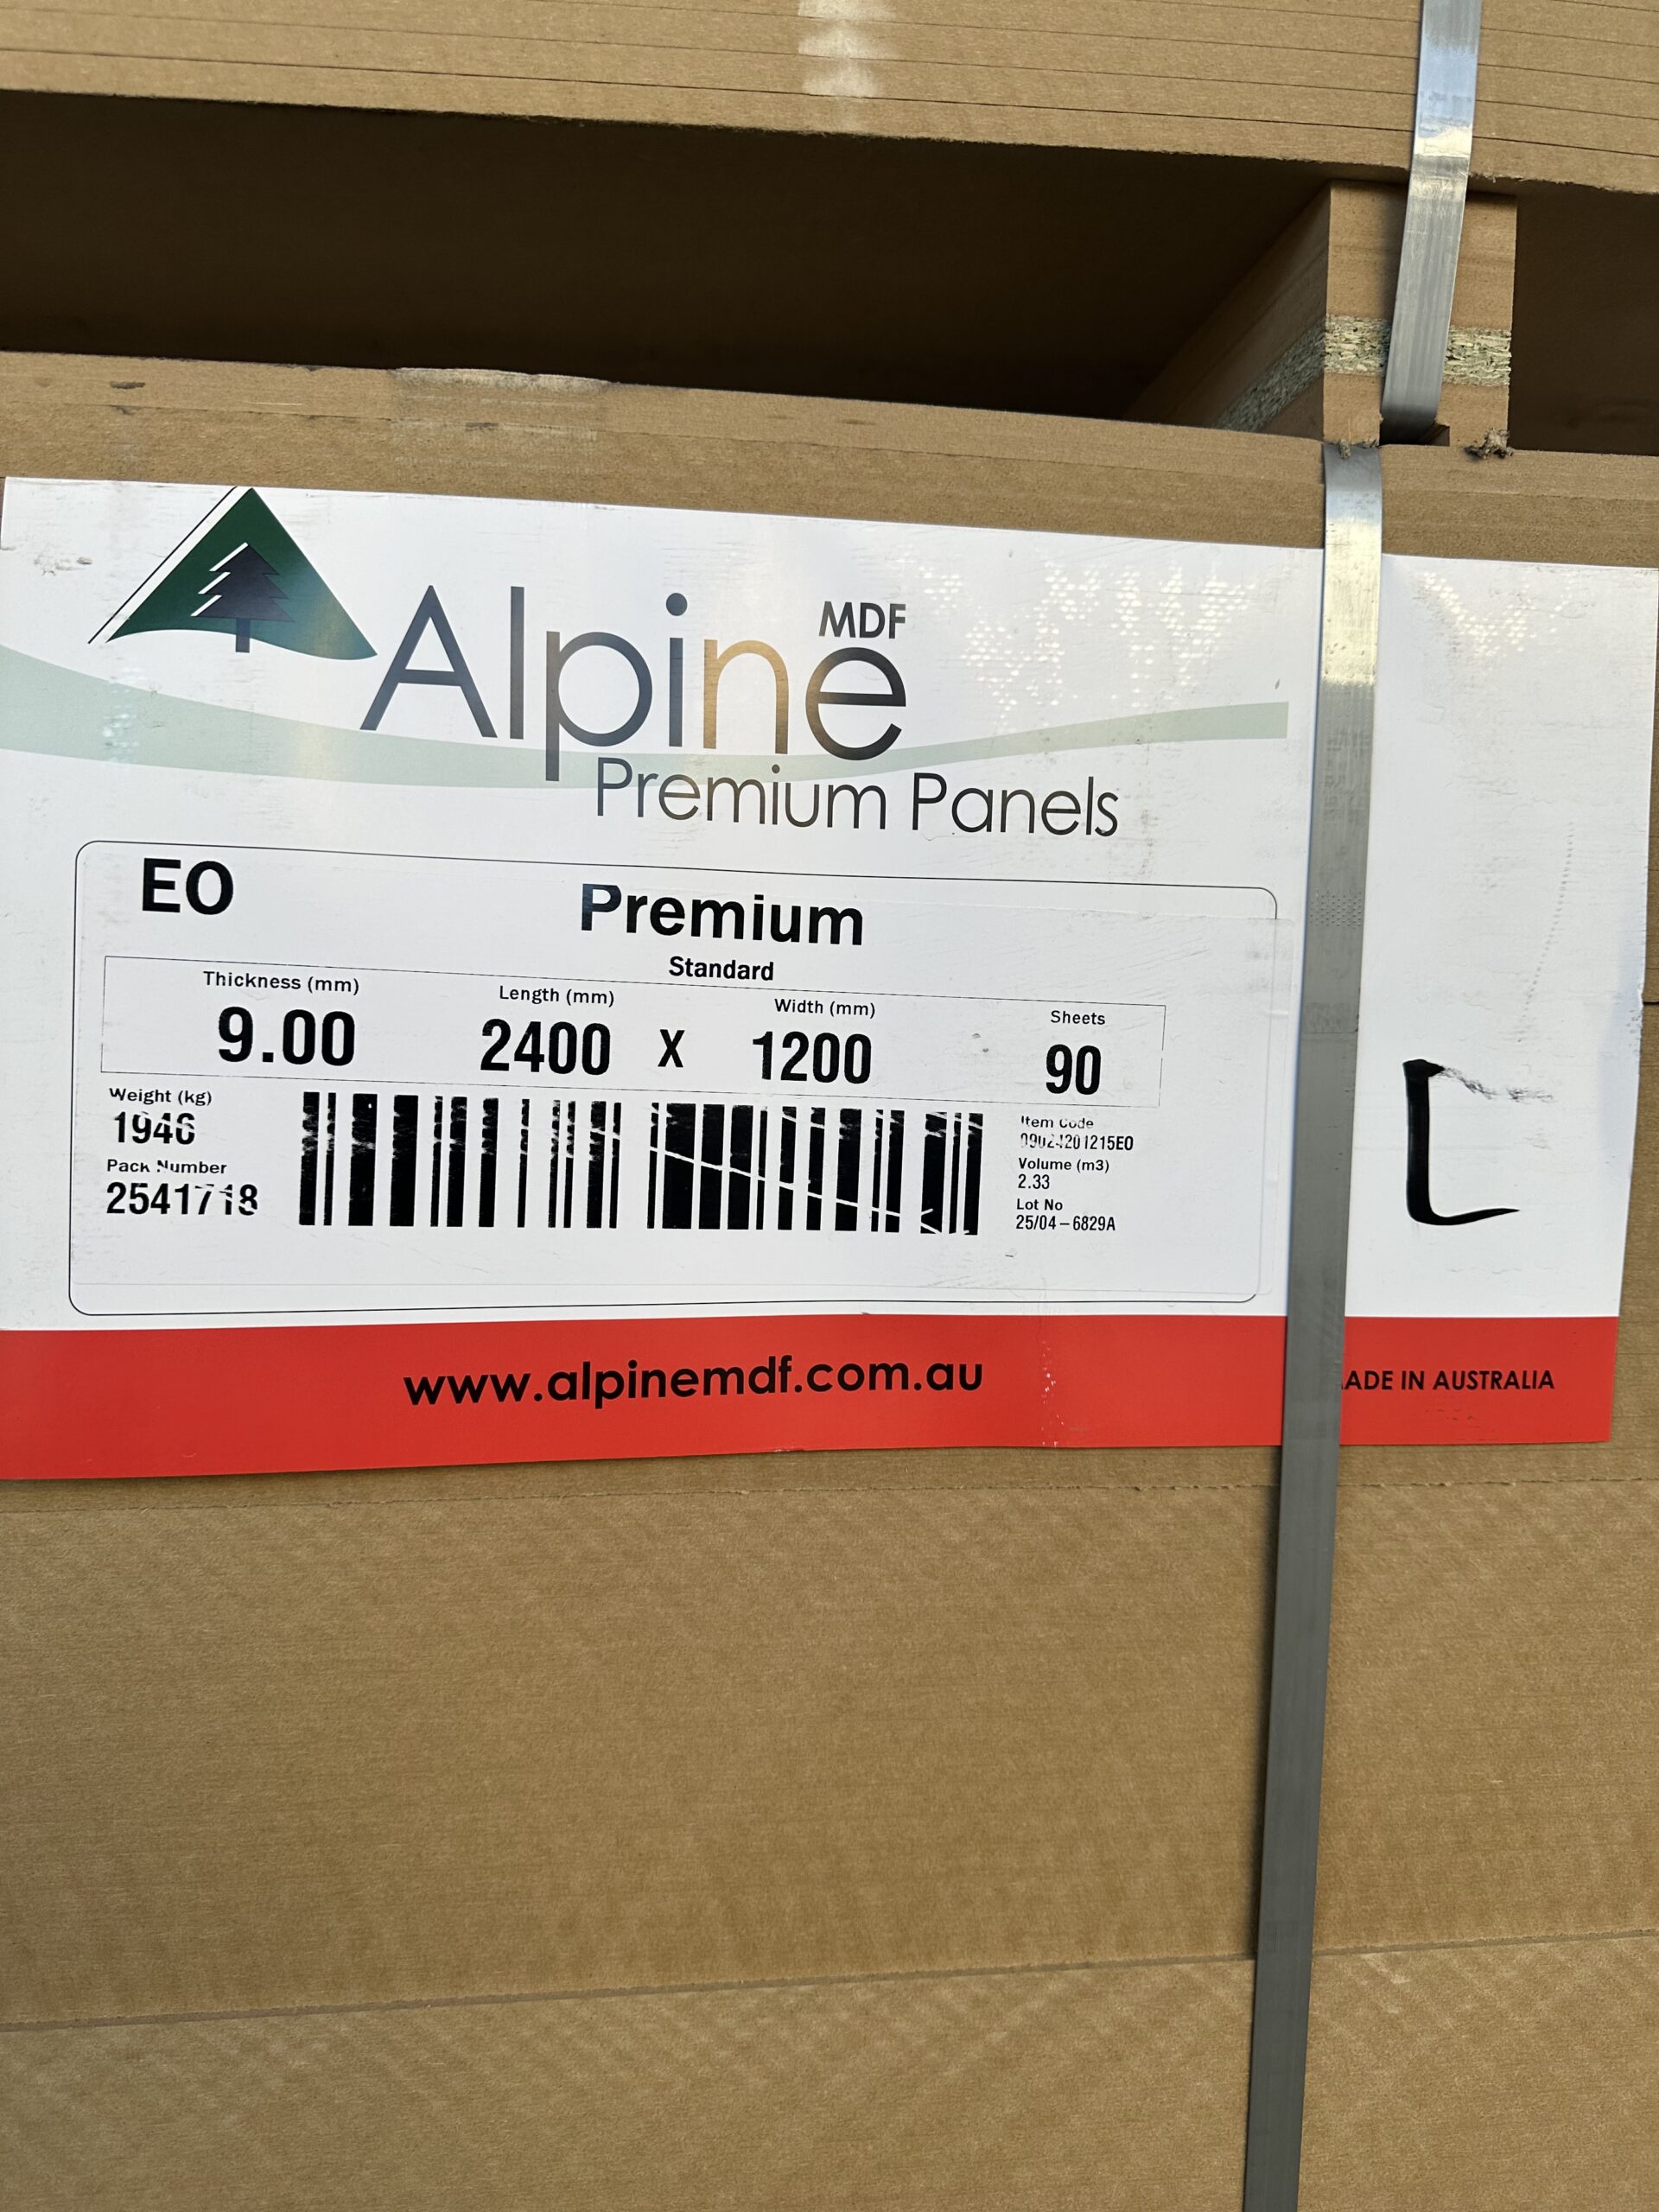 Alpine MDF
Premium Panels
EO
Premium
Standard
Thickness (mm) Length (mm) Width (mm) Sheets
9.00 2400 X 1200 90
Weight (kg)
1946
Pack Number
2541718
Item Code
Volume (m3)
2.33
Lot No
25/04-6829A
L
www.alpinemdf.com.au
ADE IN AUSTRALIA